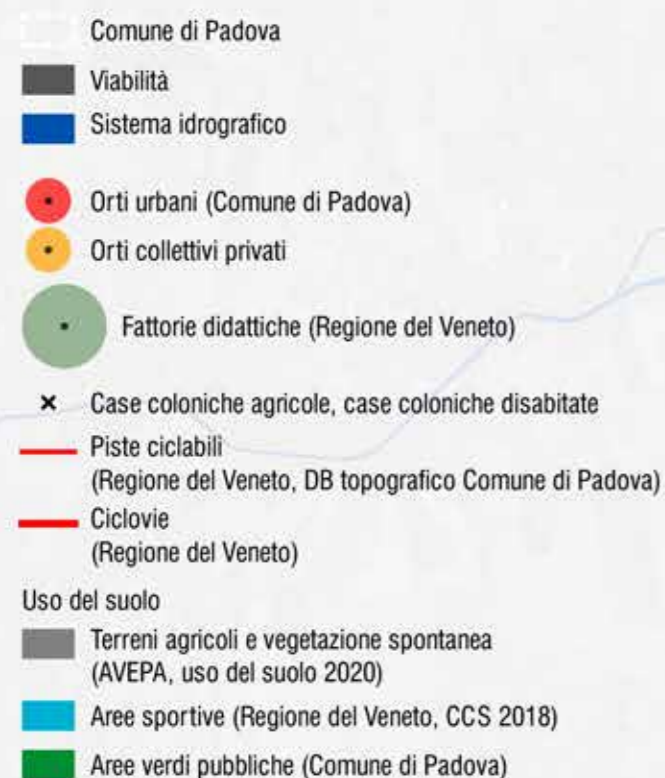 Comune di Padova
Viabilità
Sistema idrografico
Orti urbani (Comune di Padova)
Orti collettivi privati
Fattorie didattiche (Regione del Veneto)
Case coloniche agricole, case coloniche disabitate
Piste ciclabili
(Regione del Veneto, DB topografico Comune di Padova)
Ciclovie
(Regione del Veneto)
Uso del suolo
Terreni agricoli e vegetazione spontanea
(AVEPA, uso del suolo 2020)
Aree sportive (Regione del Veneto, CCS 2018)
Aree verdi pubbliche (Comune di Padova)